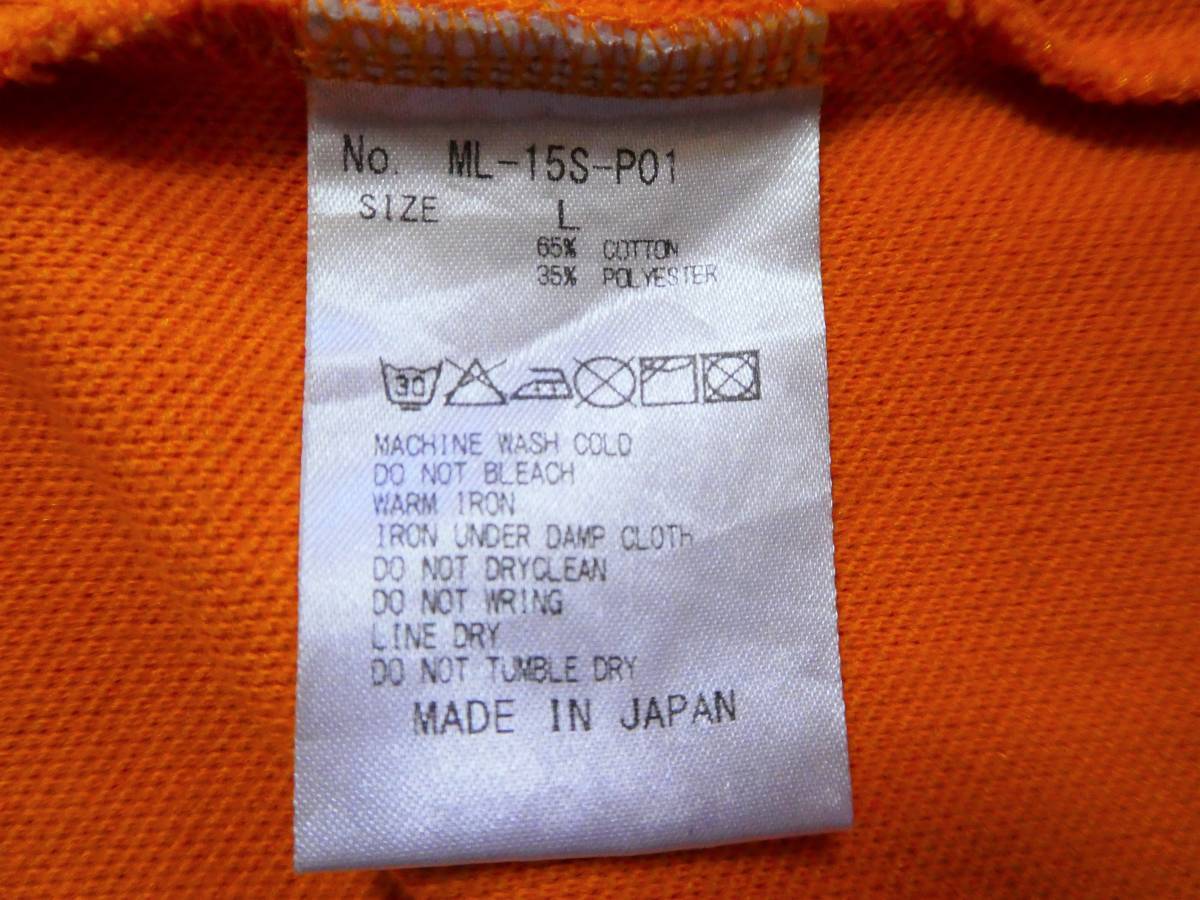 No. ML-15S-P01
SIZE L
65% COTTON
35% POLYESTER
30
MACHINE WASH COLD
DO NOT BLEACH
WARM IRON
IRON UNDER DAMP CLOTH
DO NOT DRYCLEAN
DO NOT WRING
LINE DRY
DO NOT TUMBLE DRY
MADE IN JAPAN